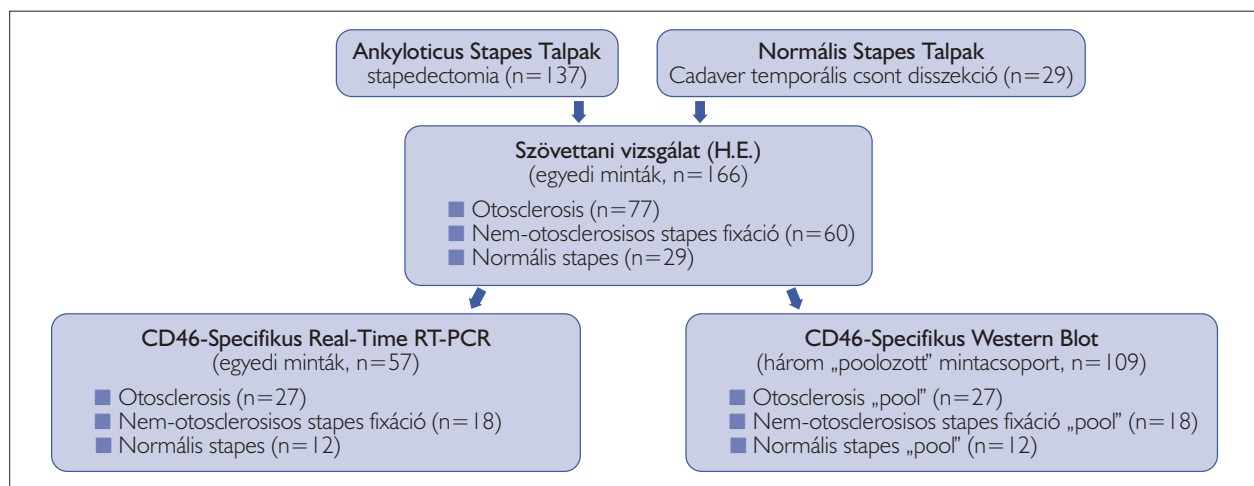 Ankyloticus Stapes Talpak
stapedectomia (n=137)
Normális Stapes Talpak
Cadaver temporális csont disszekció (n=29)
Szövettani vizsgálat (H.E.)
(egyedi minták, n=166)
Otosclerosis (n=77)
Nem-otosclerosisos stapes fixáció (n=60)
Normális stapes (n=29)
CD46-Specifikus Real-Time RT-PCR
(egyedi minták, n=57)
Otosclerosis (n=27)
Nem-otosclerosisos stapes fixáció (n=18)
Normális stapes (n=12)
CD46-Specifikus Western Blot
(három „poolozott” mintacsoport, n=109)
Otosclerosis „pool” (n=27)
Nem-otosclerosisos stapes fixáció „pool” (n=18)
Normális stapes „pool” (n=12)